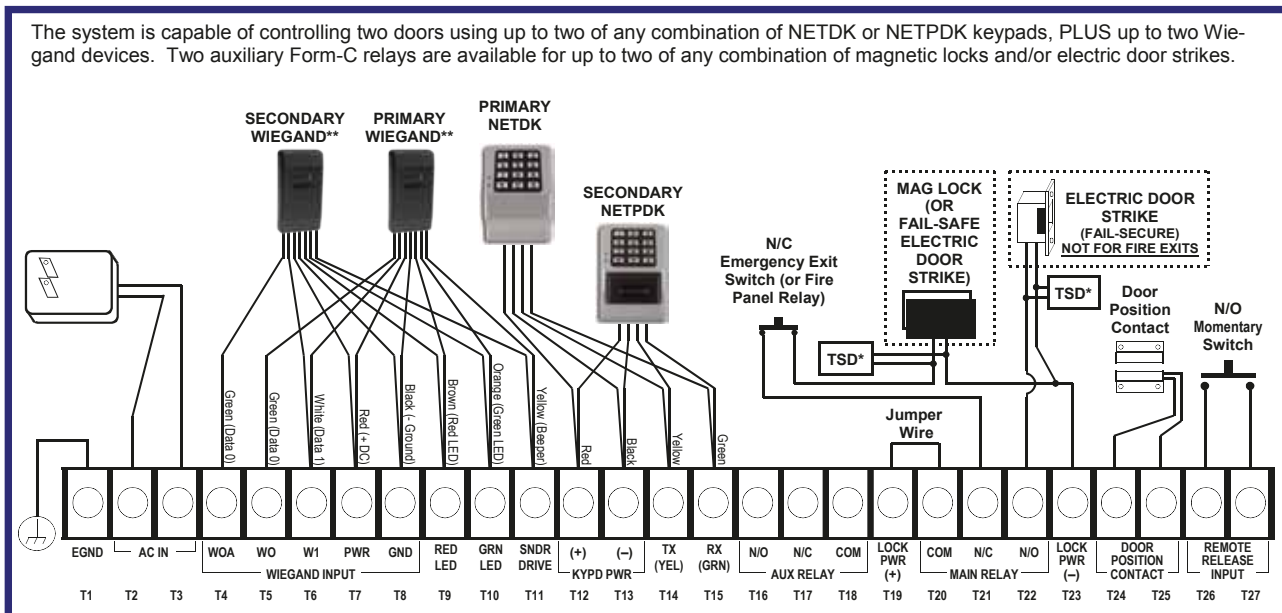 The system is capable of controlling two doors using up to two of any combination of NETDK or NETPDK keypads, PLUS up to two Wie-
gand devices. Two auxiliary Form-C relays are available for up to two of any combination of magnetic locks and/or electric door strikes.
SECONDARY
WIEGAND**
PRIMARY
WIEGAND**
PRIMARY
NETDK
SECONDARY
NETPDK
N/C
Emergency Exit
Switch (or Fire
Panel Relay)
MAG LOCK
(OR
FAIL-SAFE
ELECTRIC
DOOR
STRIKE)
TSD*
ELECTRIC DOOR
STRIKE
(FAIL-SECURE)
NOT FOR FIRE EXITS
TSD*
Door
Position
Contact
N/O
Momentary
Switch
Jumper
Wire
Green (Data 0)
Green (Data 0)
White (Data 1)
Red (+ DC)
Black (- Ground)
Brown (Red LED)
Orange (Green LED)
Yellow (Beeper)
Red
Black
Yellow
Green
EGND
AC IN
WOA
WO
W1
PWR
GND
WIEGAND INPUT
RED
LED
GRN
LED
SNDR
DRIVE
(+)
(–)
KYPD PWR
TX
(YEL)
RX
(GRN)
N/O
N/C
COM
AUX RELAY
LOCK
PWR
(+)
COM
N/C
N/O
MAIN RELAY
LOCK
PWR
(–)
DOOR
POSITION
CONTACT
REMOTE
RELEASE
INPUT
T1 T2 T3 T4 T5 T6 T7 T8 T9 T10 T11 T12 T13 T14 T15 T16 T17 T18 T19 T20 T21 T22 T23 T24 T25 T26 T27